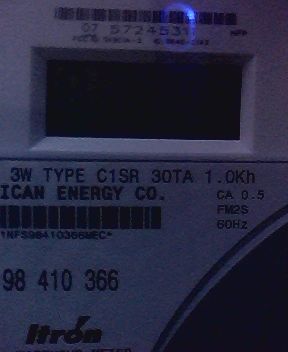 07 5724531
3W TYPE C1SR 30TA 1.0Kh
ICAN ENERGY CO.
CA 0.5
FM2S
60Hz
1NFS98410366MEC*
98 410 366
Itron